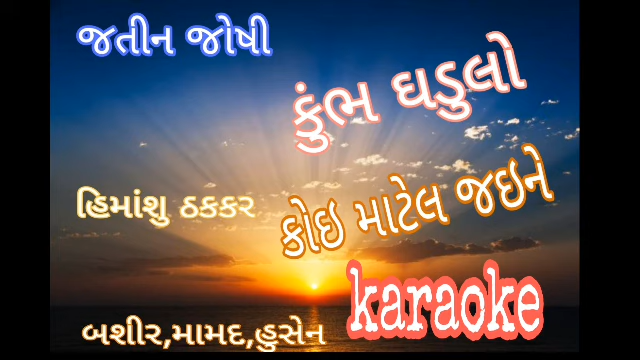 જતીન જોષી
કુંભ ઘડુલો
હિમાંશુ ઠકકર
કોઇ માટેલ જઇને
karaoke
બશીર,મામદ,હુસેન